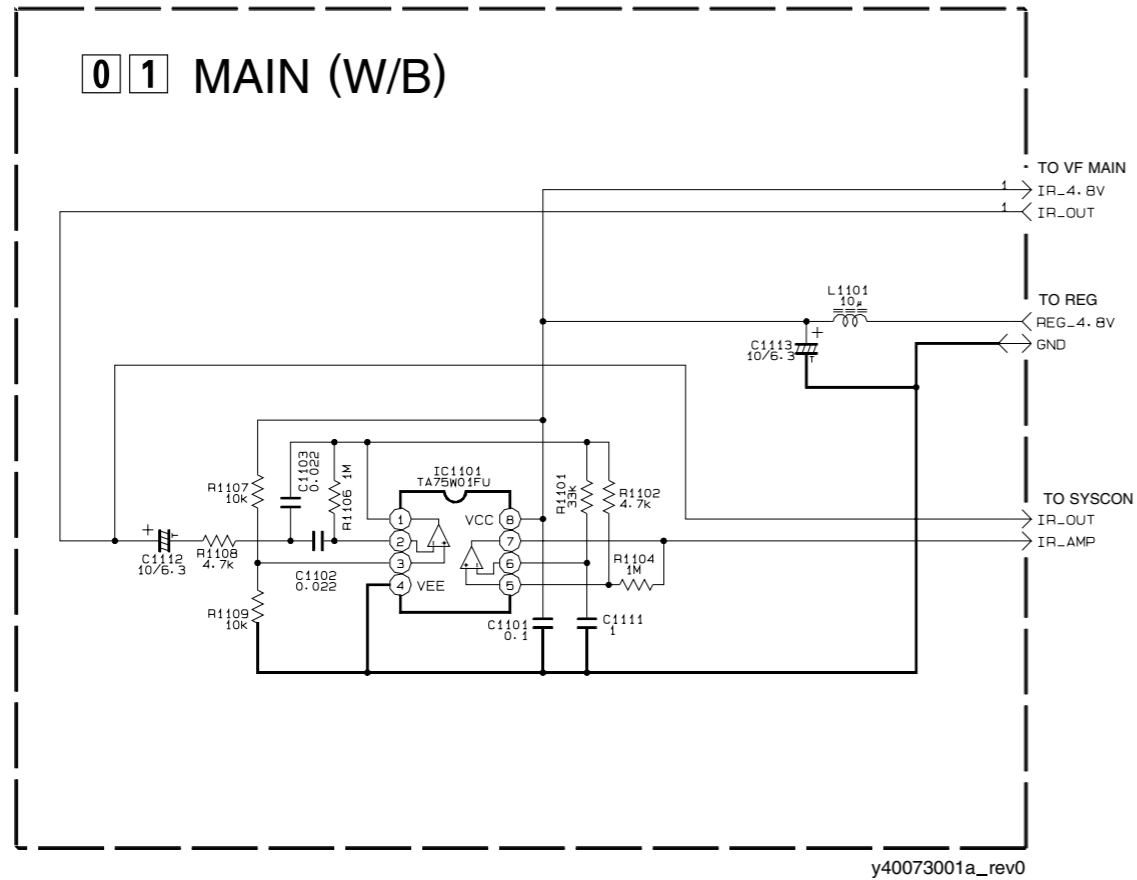 0 1 MAIN (W/B)
TO VF MAIN
1 IR_4.8V
1 IR_OUT
L1101
10μ
TO REG
REG_4.8V
GND
+
C1113
10/6.3
T
C1103
0.022
R1106 1M
IC1101
TA75W01FU
R1101
33k
R1107
10k
R1102
4.7k
TO SYSCON
IR_OUT
IR_AMP
1
2
3
4
VCC 8
7
6
5
VEE
+
T
C1112
10/6.3
R1108
4.7k
C1102
0.022
R1104
1M
R1109
10k
C1101
0.1
C1111
1
y40073001a_rev0